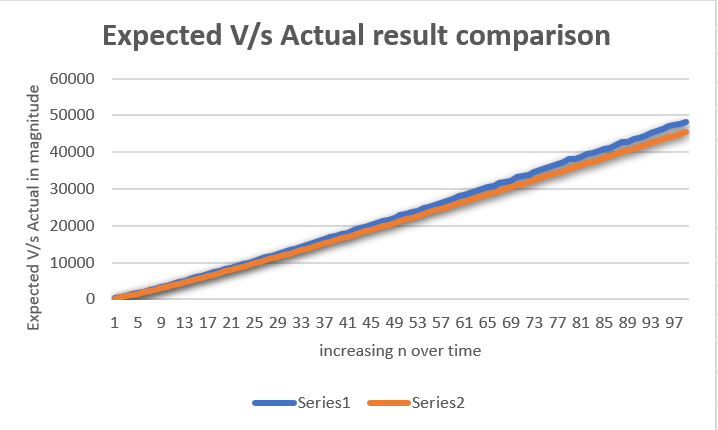 Expected V/s Actual result comparison
Expected V/s Actual in magnitude
60000
50000
40000
30000
20000
10000
0
1 5 9 13 17 21 25 29 33 37 41 45 49 53 57 61 65 69 73 77 81 85 89 93 97
increasing n over time
Series1 Series2